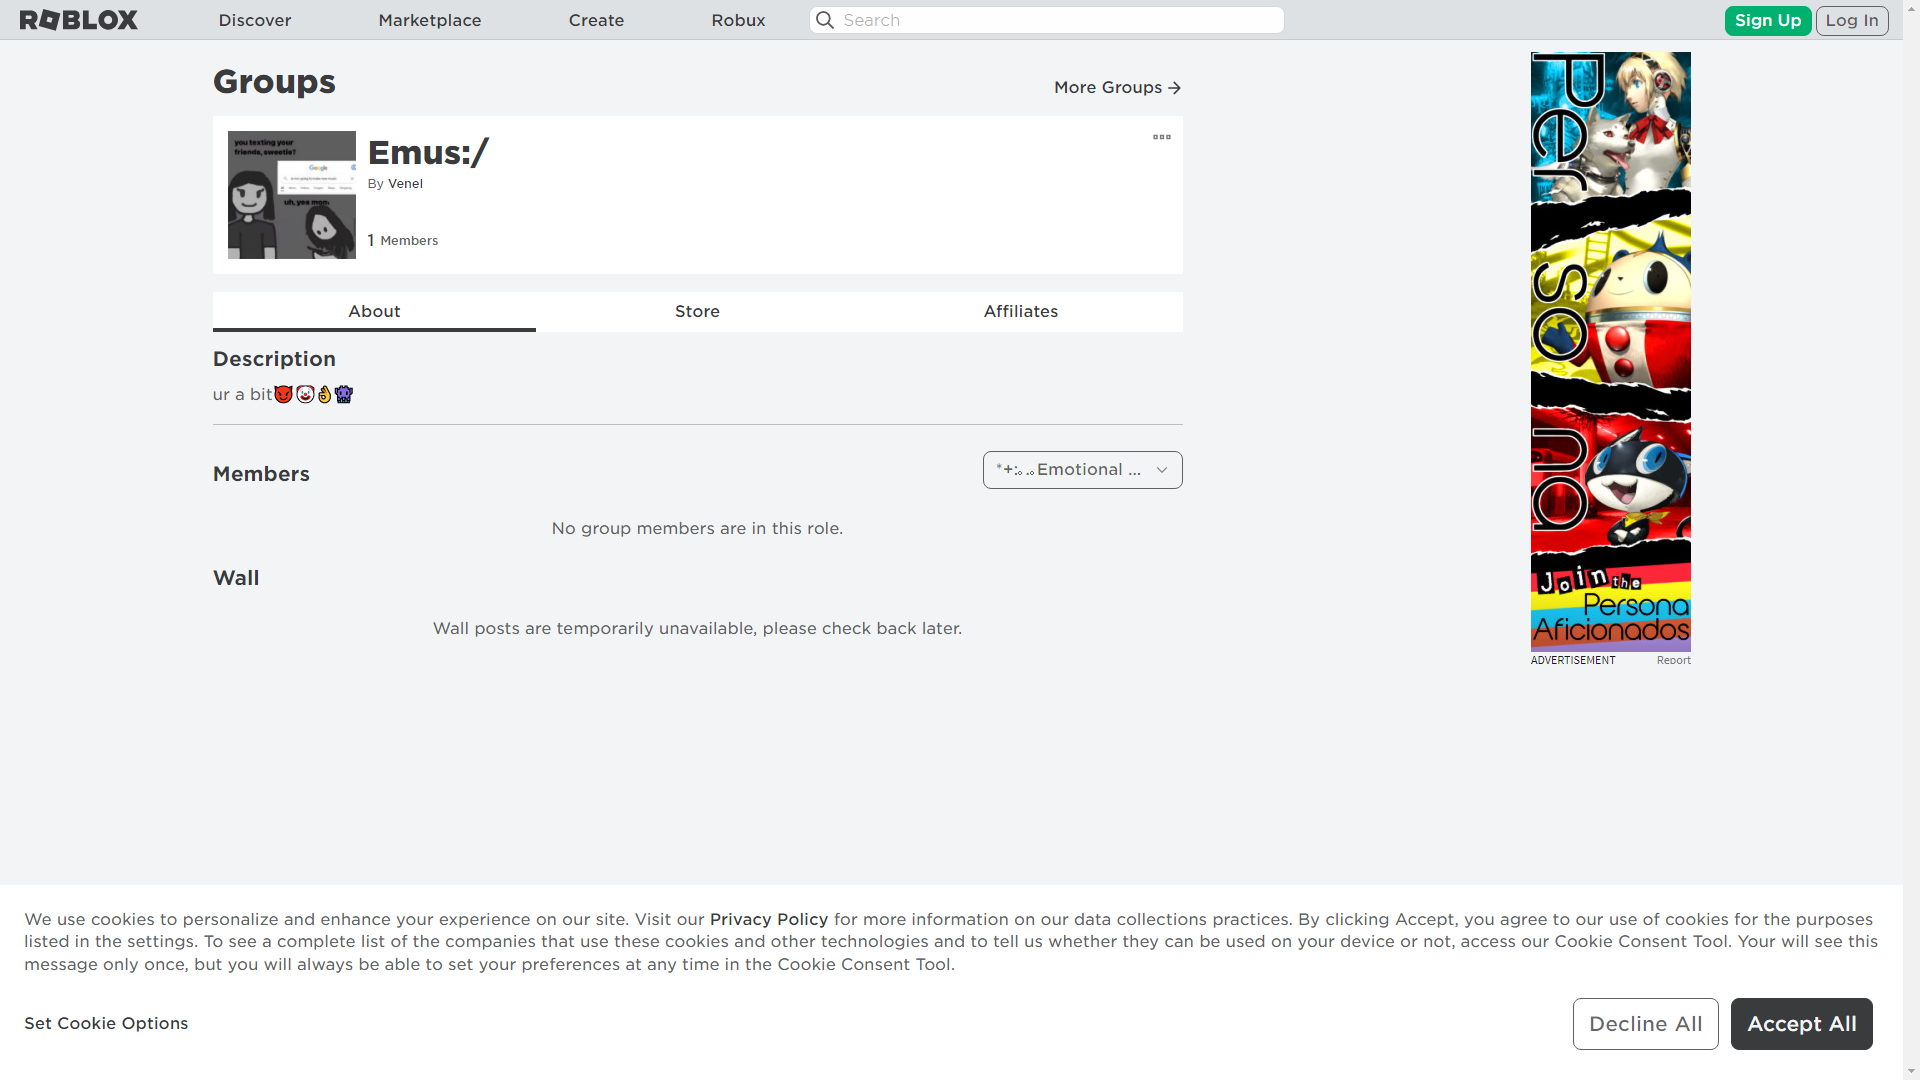 ROBLOX
Discover
Marketplace
Create
Robux
Search
Sign Up
Log In
Groups
More Groups
you texting your
friends, sweetie?
Google
uh, yea mom.
Emus:/
By Venel
1 Members
About
Store
Affiliates
Description
ur a bit😈🤡👌👾
Members
*+:｡.｡Emotional ...
No group members are in this role.
Wall
Wall posts are temporarily unavailable, please check back later.
Per
so
na
Join the
Persona
Aficionados
ADVERTISEMENT
Report
We use cookies to personalize and enhance your experience on our site. Visit our Privacy Policy for more information on our data collections practices. By clicking Accept, you agree to our use of cookies for the purposes
listed in the settings. To see a complete list of the companies that use these cookies and other technologies and to tell us whether they can be used on your device or not, access our Cookie Consent Tool. Your will see this
message only once, but you will always be able to set your preferences at any time in the Cookie Consent Tool.
Set Cookie Options
Decline All
Accept All